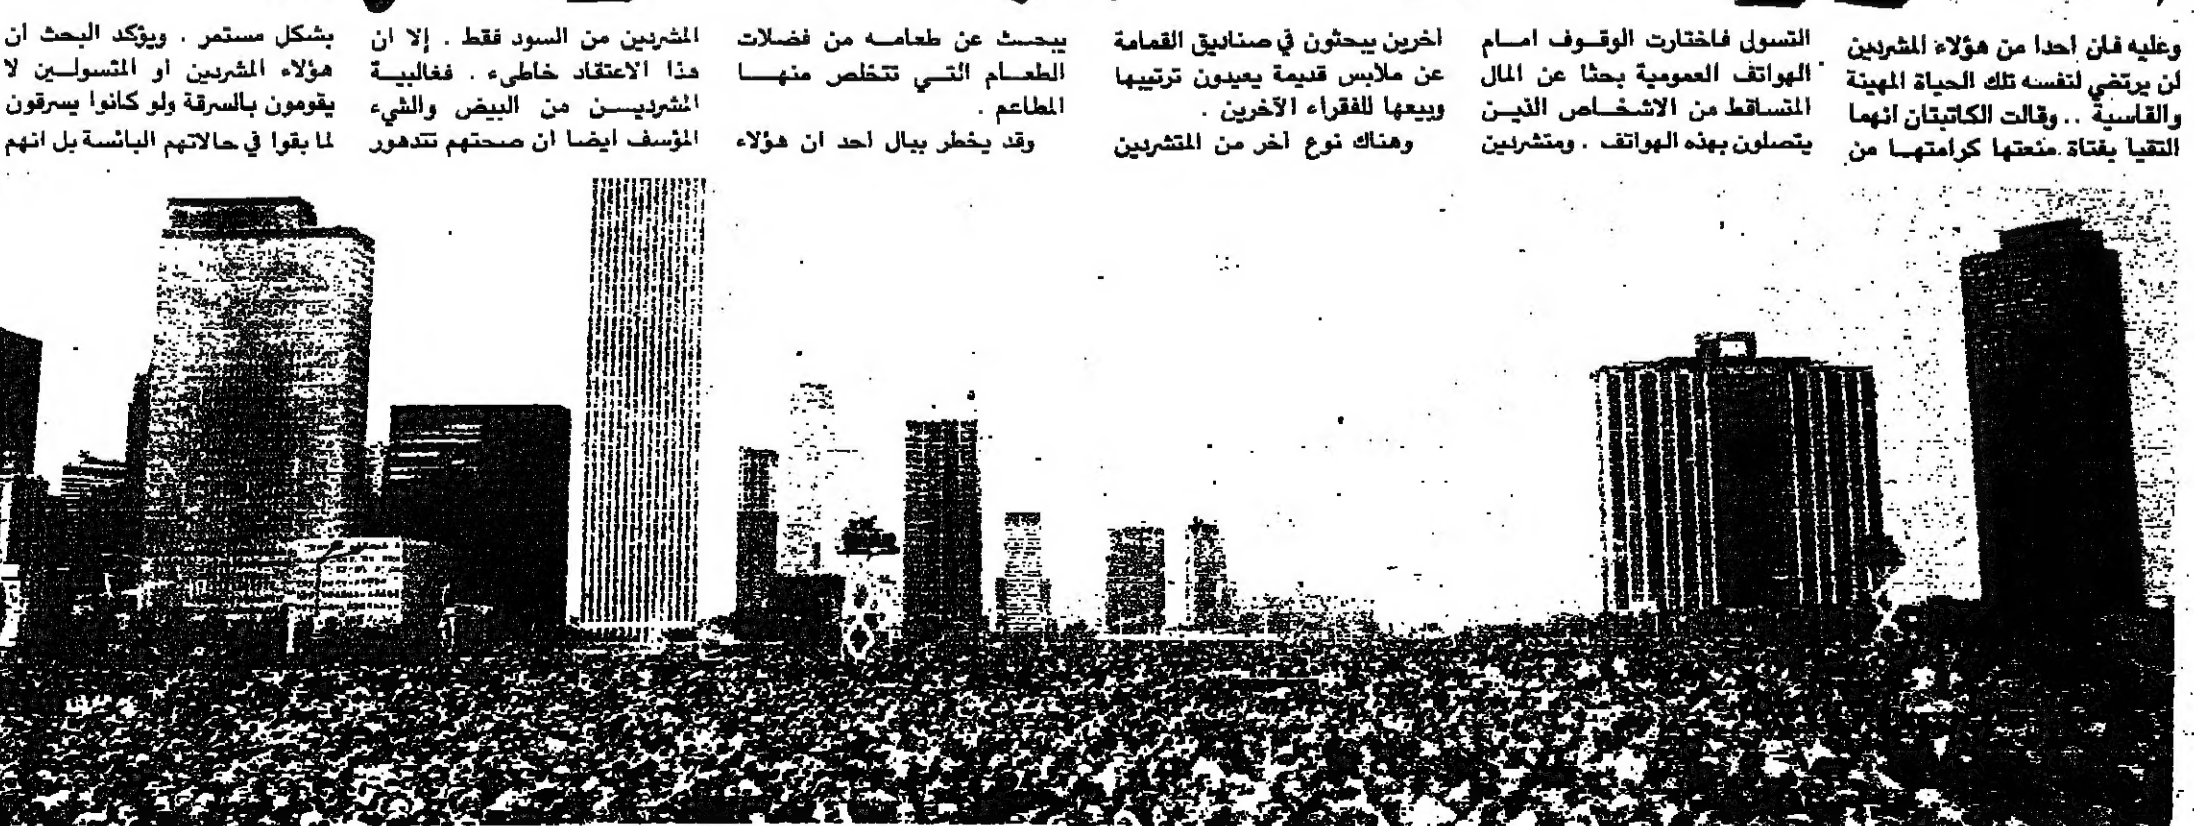 وعليه فان احدا من هؤلاء المشردين
لن يرتضي لنفسه تلك الحياة المهينة
والقاسية .. وقالت الكاتبتان انهما
التقيا بفتاة منعتها كرامتها من
التسول فاختارت الوقوف امام
الهواتف العمومية بحثا عن المال
المتساقط من الاشخاص الذين
يتصلون بهذه الهواتف . ومتشردين
آخرين يبحثون في صناديق القمامة
عن ملابس قديمة يعيدون ترتيبها
وبيعها للفقراء الآخرين .
وهناك نوع آخر من المتشردين
يبحث عن طعامه من فضلات
الطعام التي تتخلص منها
المطاعم .
وقد يخطر ببال احد ان هؤلاء
المشردين من السود فقط . إلا ان
هذا الاعتقاد خاطىء . فغالبية
المشرديسن من البيض والشيء
المؤسف ايضا ان صحتهم تتدهور
بشكل مستمر . ويؤكد البحث ان
هؤلاء المشردين او المتسولين لا
يقومون بالسرقة ولو كانوا يسرقون
لما بقوا في حالاتهم البائسة بل انهم